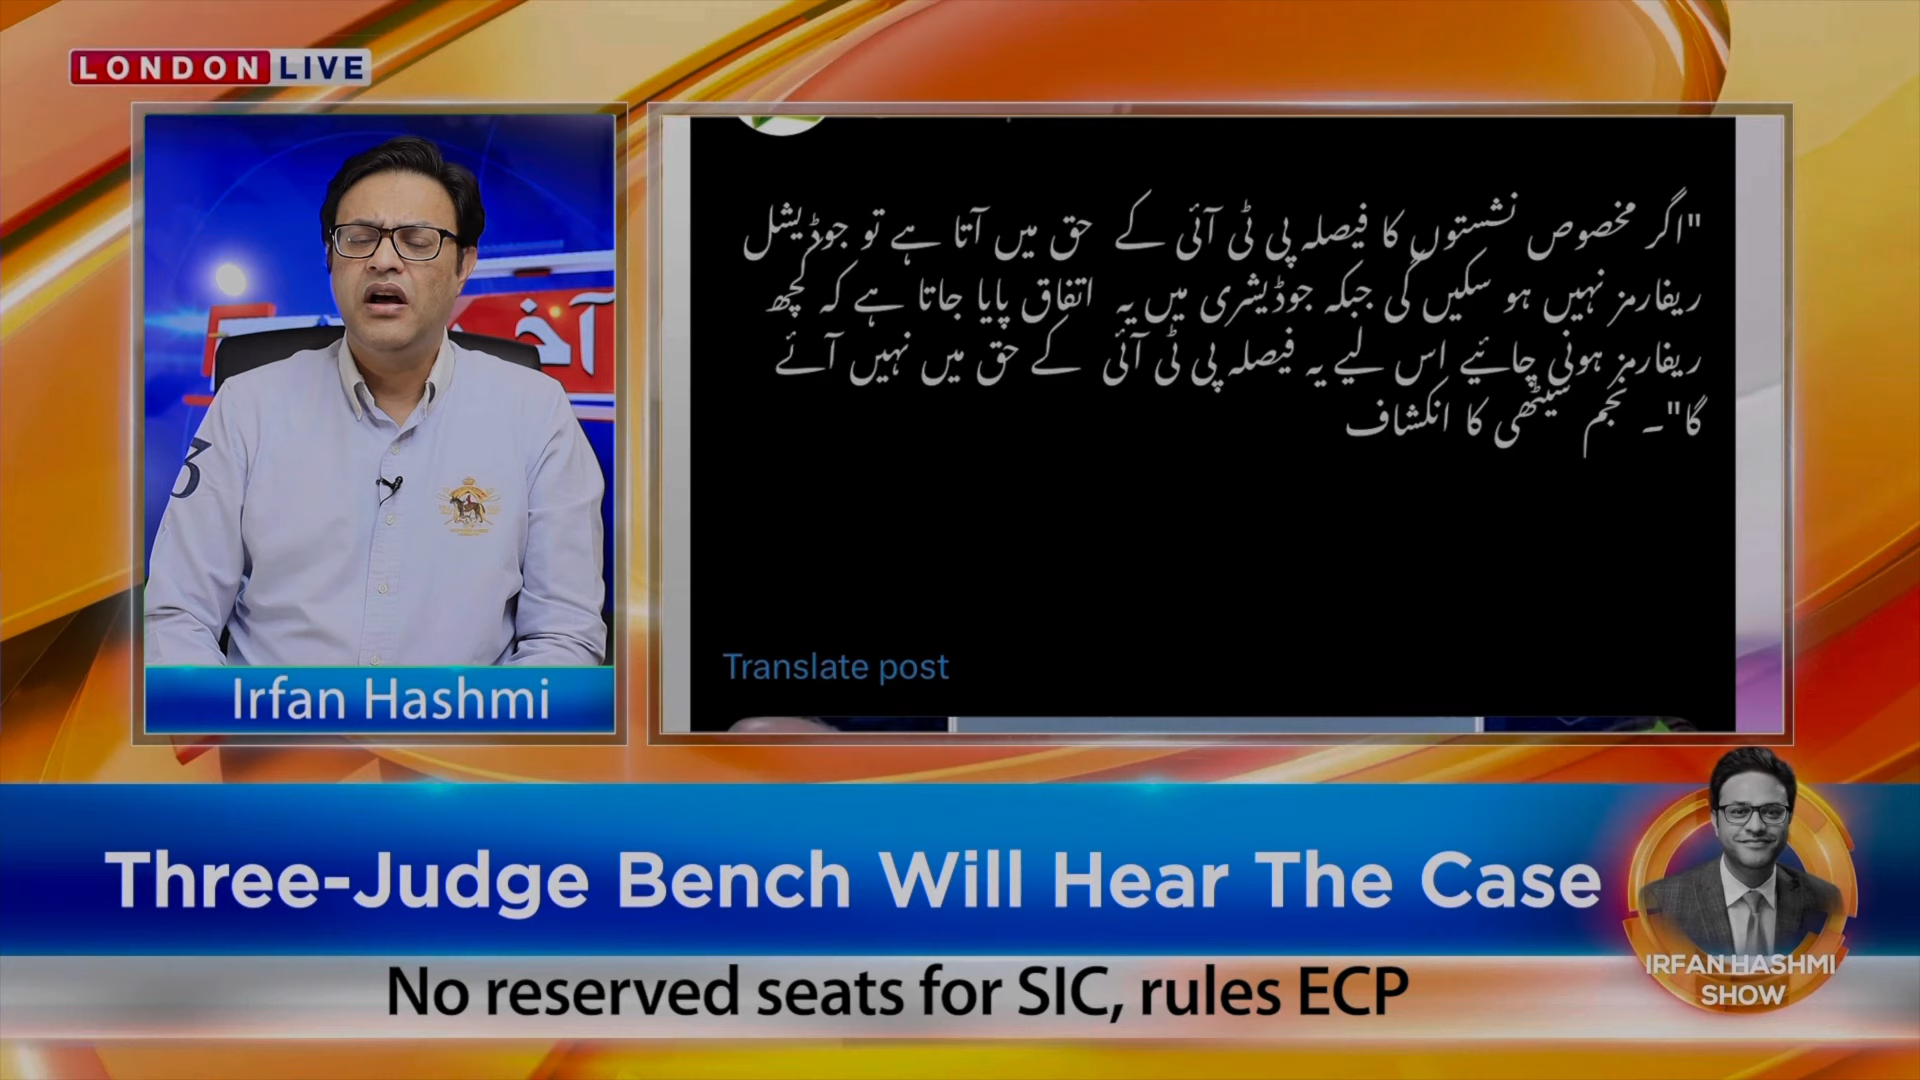 LONDON LIVE
"اگر مخصوص نشستوں کا فیصلہ پی ٹی آئی کے حق میں آتا ہے تو جوڈیشل
ریفارمز نہیں ہو سکیں گی جبکہ جوڈیشری میں یہ اتفاق پایا جاتا ہے کہ کچھ
ریفارمز ہونی چائیے اس لیے یہ فیصلہ پی ٹی آئی کے حق میں نہیں آئے
گا"۔ نجم سیٹھی کا انکشاف
Translate post
آخ
3
Irfan Hashmi
Three-Judge Bench Will Hear The Case
No reserved seats for SIC, rules ECP
IRFAN HASHMI
SHOW